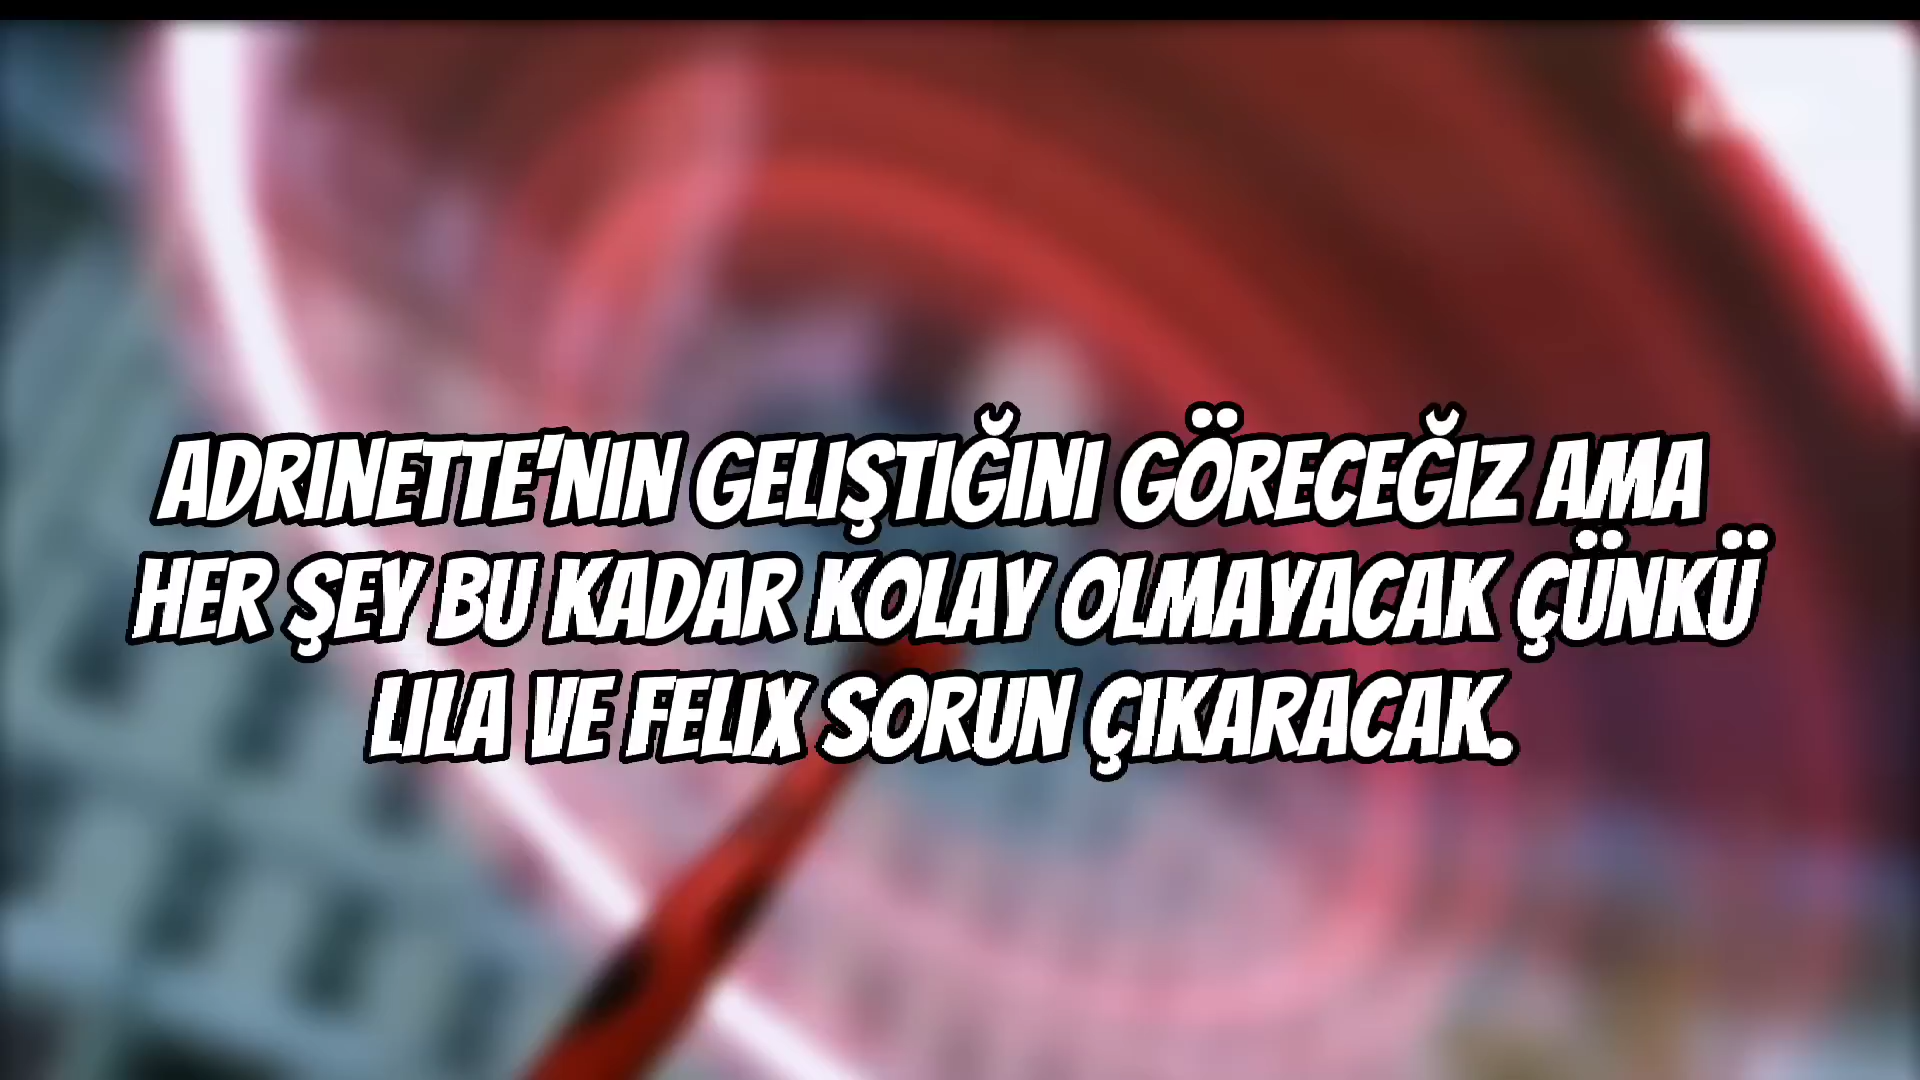 ADRINETTE'NIN GELIŞTIĞINI GÖRECEĞIZ AMA
HER ŞEY BU KADAR KOLAY OLMAYACAK ÇÜNKÜ
LILA VE FELIX SORUN ÇIKARACAK.